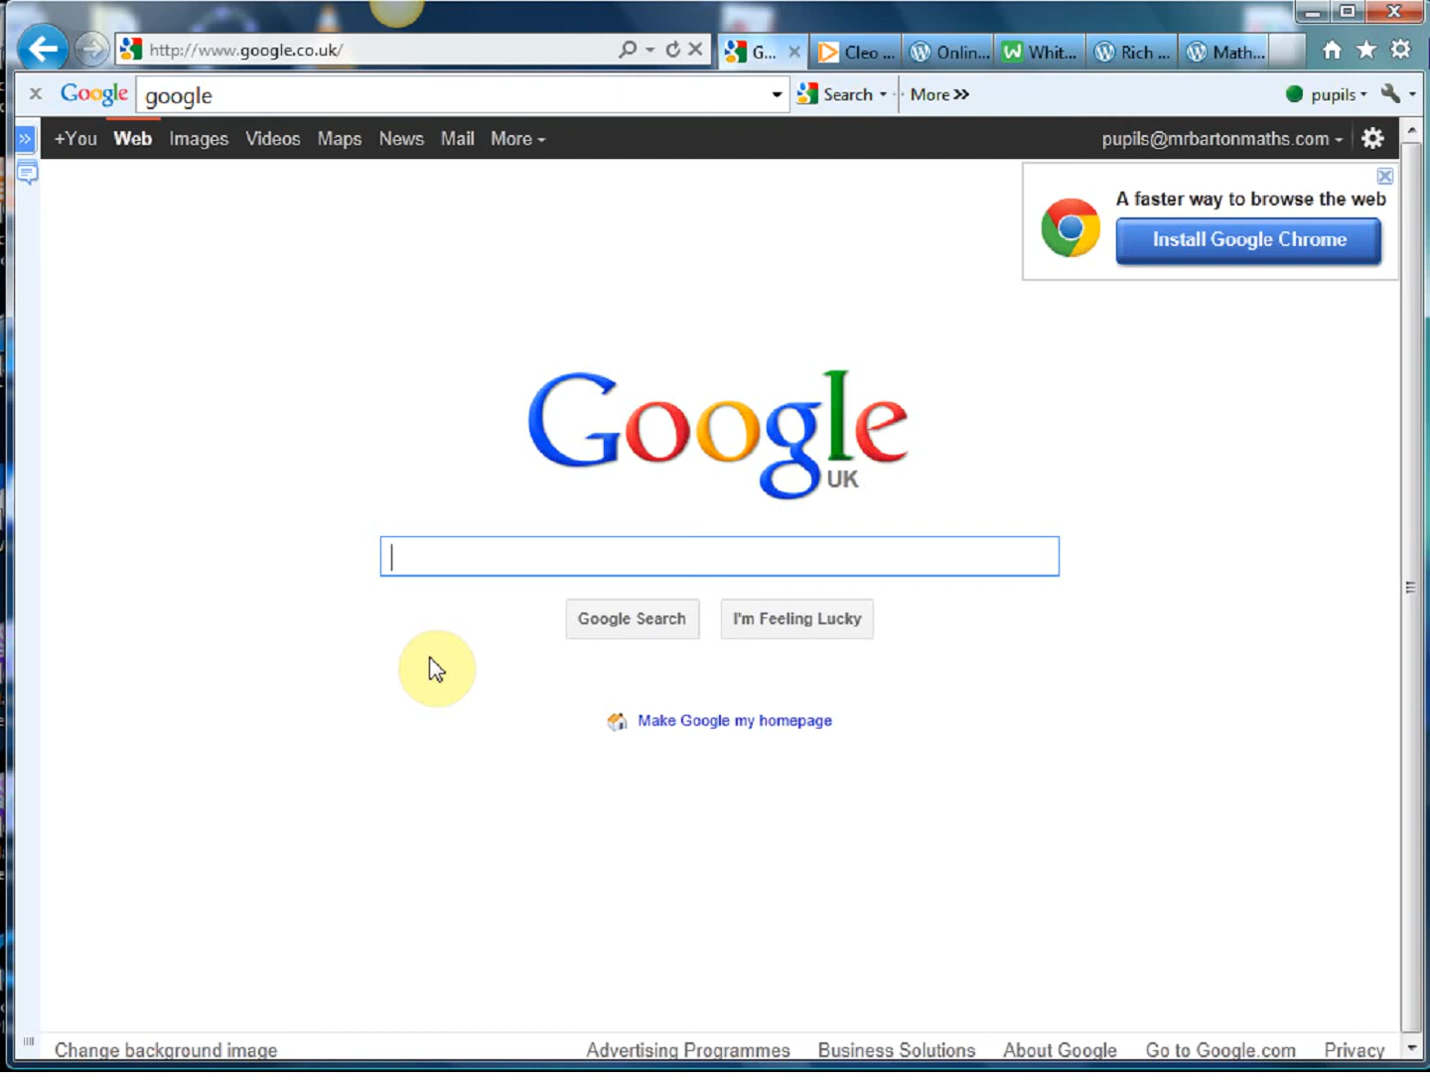 http://www.google.co.uk/
G...
Cleo ...
Onlin...
Whit...
Rich ...
Math...
Google
google
Search
More »
pupils
+You
Web
Images
Videos
Maps
News
Mail
More
pupils@mrbartonmaths.com
A faster way to browse the web
Install Google Chrome
Google
UK
Google Search
I'm Feeling Lucky
Make Google my homepage
Change background image
Advertising Programmes
Business Solutions
About Google
Go to Google.com
Privacy